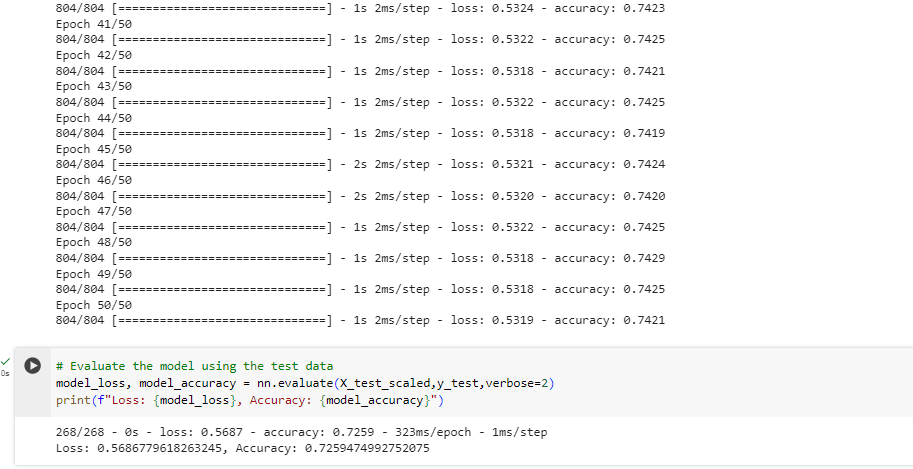 804/804 [==============================] - 1s 2ms/step - loss: 0.5324 - accuracy: 0.7423
Epoch 41/50
804/804 [==============================] - 1s 2ms/step - loss: 0.5322 - accuracy: 0.7425
Epoch 42/50
804/804 [==============================] - 1s 2ms/step - loss: 0.5318 - accuracy: 0.7421
Epoch 43/50
804/804 [==============================] - 1s 2ms/step - loss: 0.5322 - accuracy: 0.7425
Epoch 44/50
804/804 [==============================] - 1s 2ms/step - loss: 0.5318 - accuracy: 0.7419
Epoch 45/50
804/804 [==============================] - 2s 2ms/step - loss: 0.5321 - accuracy: 0.7424
Epoch 46/50
804/804 [==============================] - 2s 2ms/step - loss: 0.5320 - accuracy: 0.7420
Epoch 47/50
804/804 [==============================] - 1s 2ms/step - loss: 0.5322 - accuracy: 0.7425
Epoch 48/50
804/804 [==============================] - 1s 2ms/step - loss: 0.5318 - accuracy: 0.7429
Epoch 49/50
804/804 [==============================] - 1s 2ms/step - loss: 0.5318 - accuracy: 0.7425
Epoch 50/50
804/804 [==============================] - 1s 2ms/step - loss: 0.5319 - accuracy: 0.7421
0s
# Evaluate the model using the test data
model_loss, model_accuracy = nn.evaluate(X_test_scaled,y_test,verbose=2)
print(f"Loss: {model_loss}, Accuracy: {model_accuracy}")
268/268 - 0s - loss: 0.5687 - accuracy: 0.7259 - 323ms/epoch - 1ms/step
Loss: 0.5686779618263245, Accuracy: 0.7259474992752075